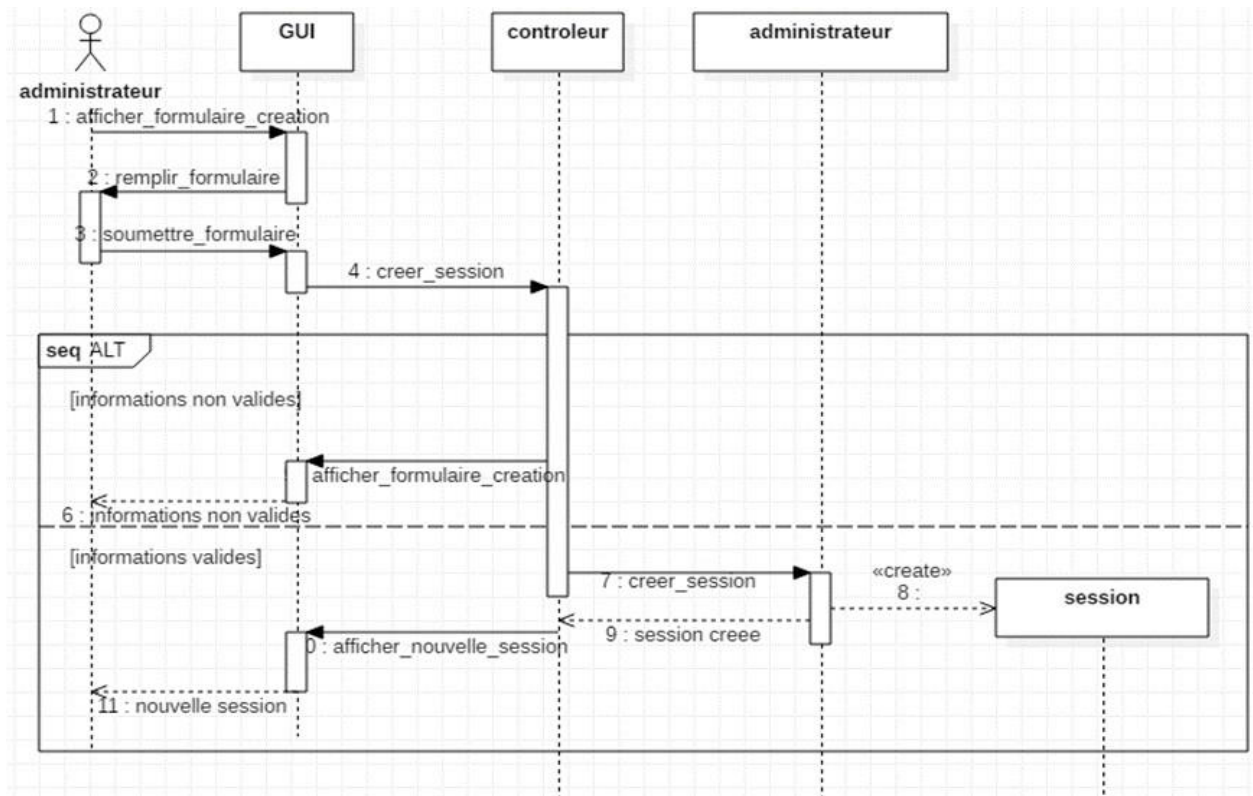 GUI
controleur
administrateur
administrateur
1 : afficher_formulaire_creation
2 : remplir_formulaire
3 : soumettre_formulaire
4 : creer_session
seq ALT
[informations non valides]
afficher_formulaire_creation
6 : informations non valides
[informations valides]
7 : creer_session
«create»
8 :
session
9 : session creee
0 : afficher_nouvelle_session
11 : nouvelle session